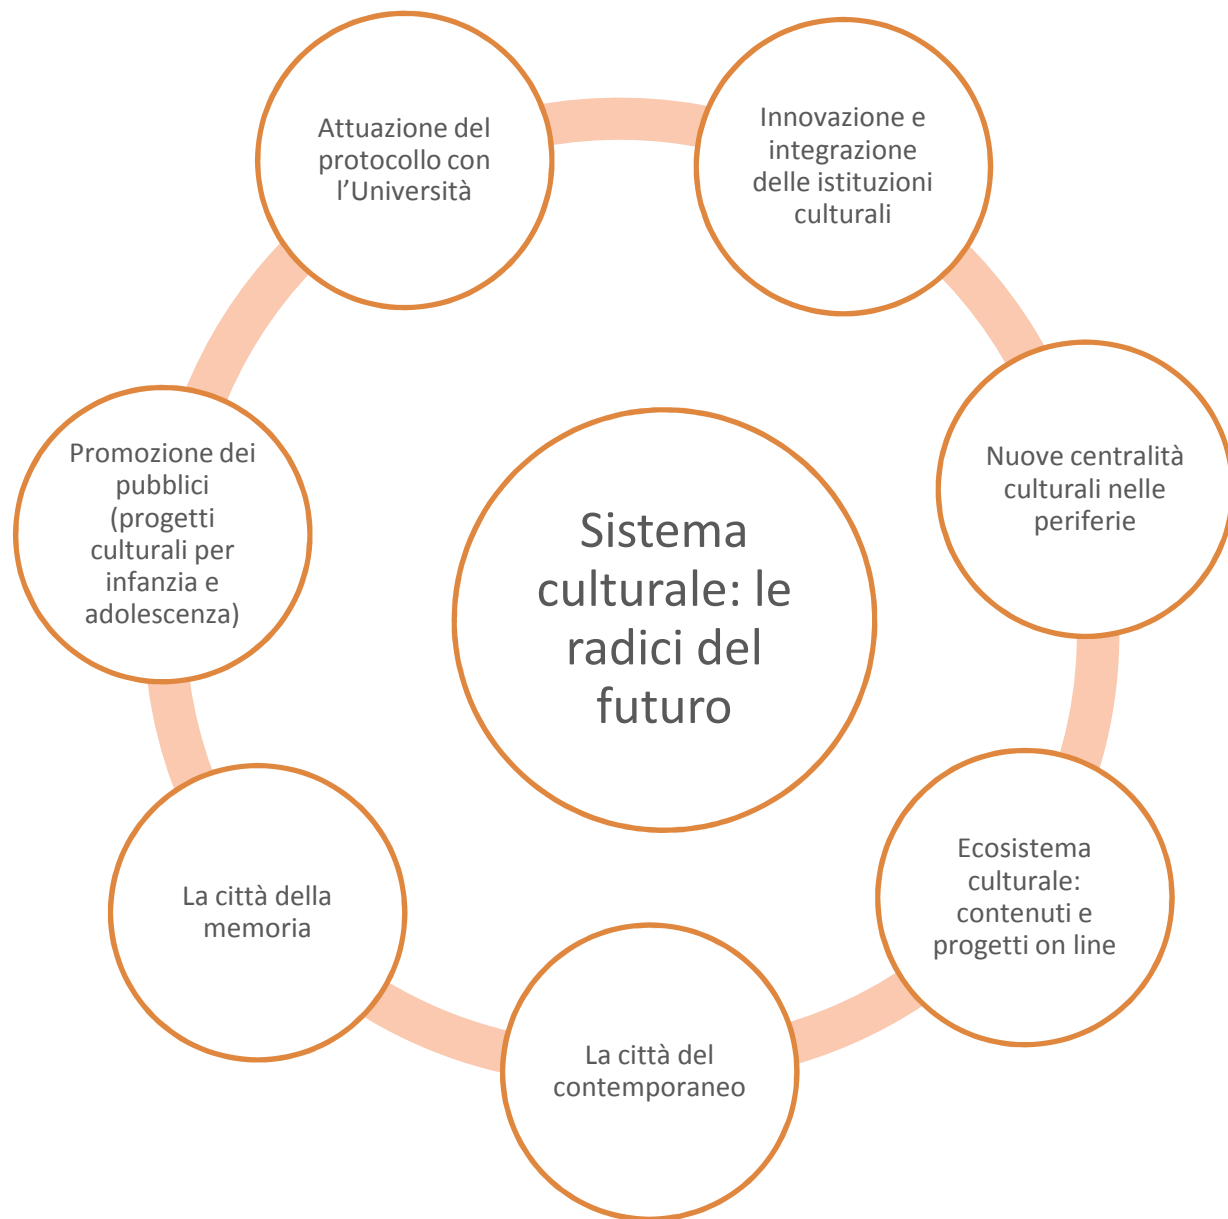 Attuazione del
protocollo con
l’Università
Innovazione e
integrazione
delle istituzioni
culturali
Nuove centralità
culturali nelle
periferie
Ecosistema
culturale:
contenuti e
progetti on line
La città del
contemporaneo
La città della
memoria
Promozione dei
pubblici
(progetti
culturali per
infanzia e
adolescenza)
Sistema
culturale: le
radici del
futuro